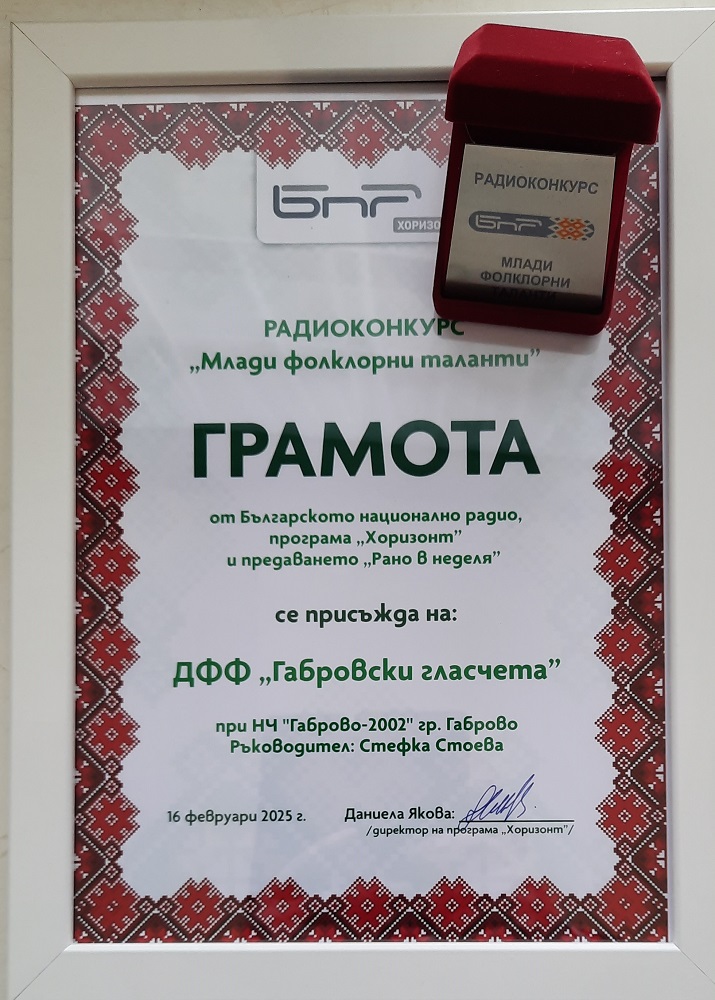 БНР
ХОРИЗО
РАДИОКОНКУРС
БНР
МЛАДИ
ФОЛКЛОРНИ
ТАЛАНТИ
РАДИОКОНКУРС
„Млади фолклорни таланти”
ГРАМОТА
от Българското национално радио,
програма „Хоризонт”
и предаването „Рано в неделя”
се присъжда на:
ДФФ „Габровски гласчета”
при НЧ "Габрово-2002" гр. Габрово
Ръководител: Стефка Стоева
16 февруари 2025 г.
Даниела Якова:
/директор на програма „Хоризонт”/